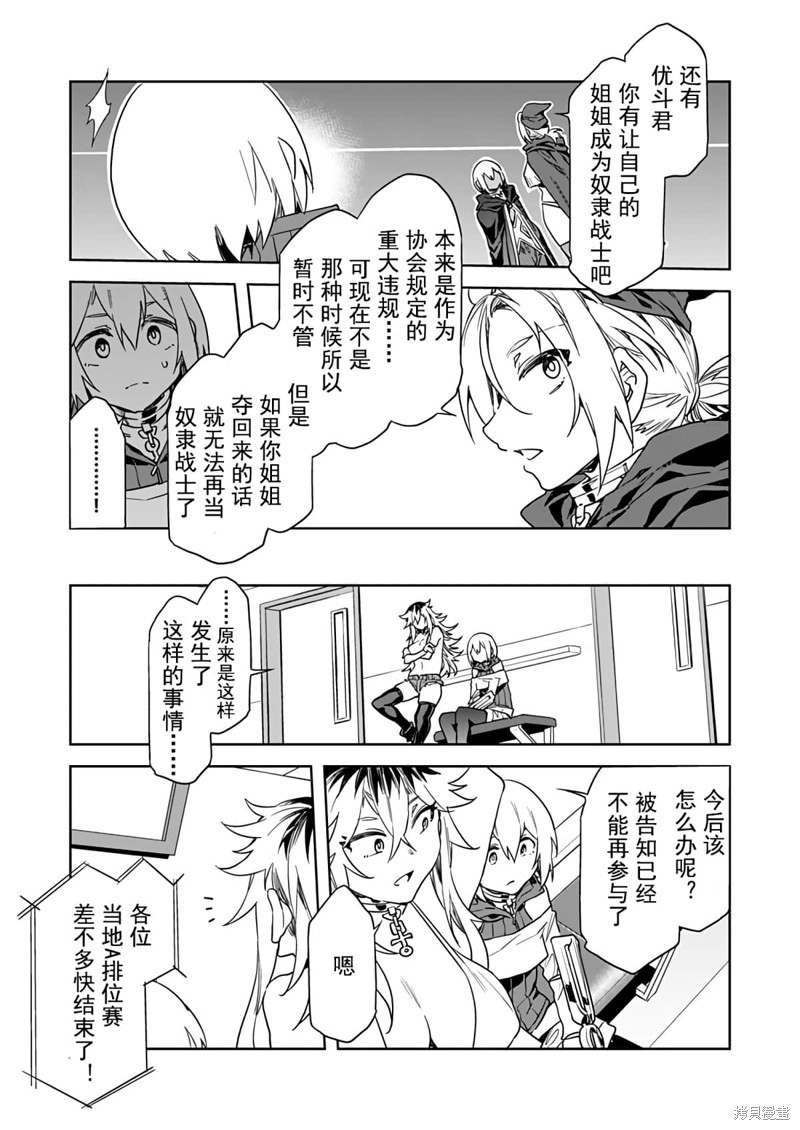 还有
优斗君
你有让自己的
姐姐成为奴隶战士吧
本来是作为
协会规定的
重大违规……
可现在不是
那种时候所以
暂时不管
但是
如果你姐姐
夺回来的话
就无法再当
奴隶战士了
………！
……原来是这样
发生了
这样的事情……
今后该
怎么办呢？
被告知已经
不能再参与了
嗯
各位
当地A排位赛
差不多快结束了！
拷贝漫畫